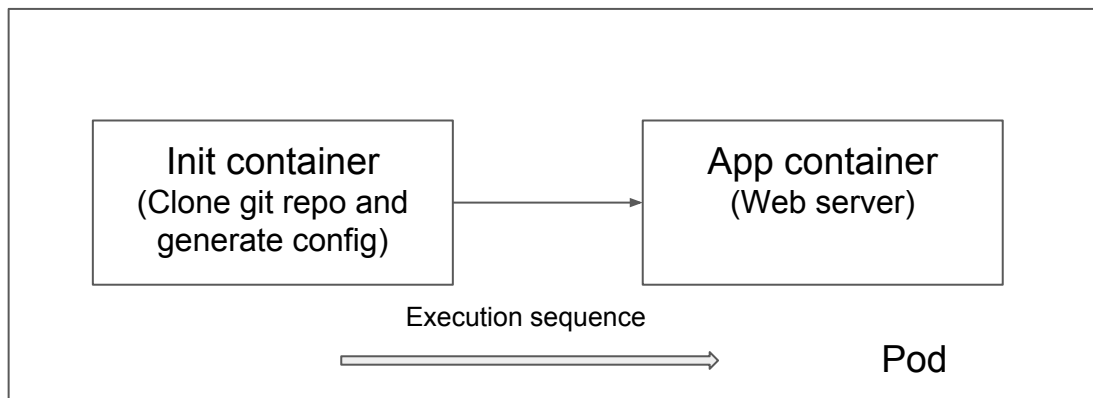 Init container
(Clone git repo and
generate config)
App container
(Web server)
Execution sequence
Pod